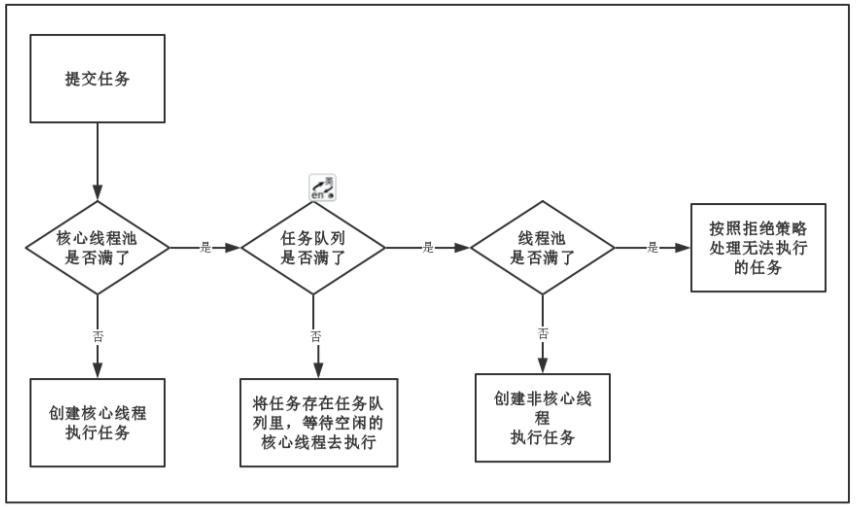 提交任务
英
en
核心线程池
是否满了
是
任务队列
是否满了
是
线程池
是否满了
是
按照拒绝策略
处理无法执行
的任务
否
否
否
创建核心线程
执行任务
将任务存在任务队
列里，等待空闲的
核心线程去执行
创建非核心线
程
执行任务